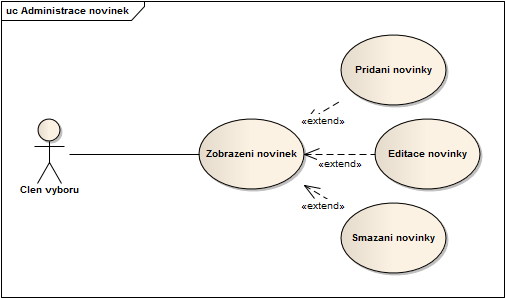 uc Administrace novinek
Pridani novinky
«extend»
Zobrazeni novinek
Editace novinky
«extend»
Clen vyboru
«extend»
Smazani novinky